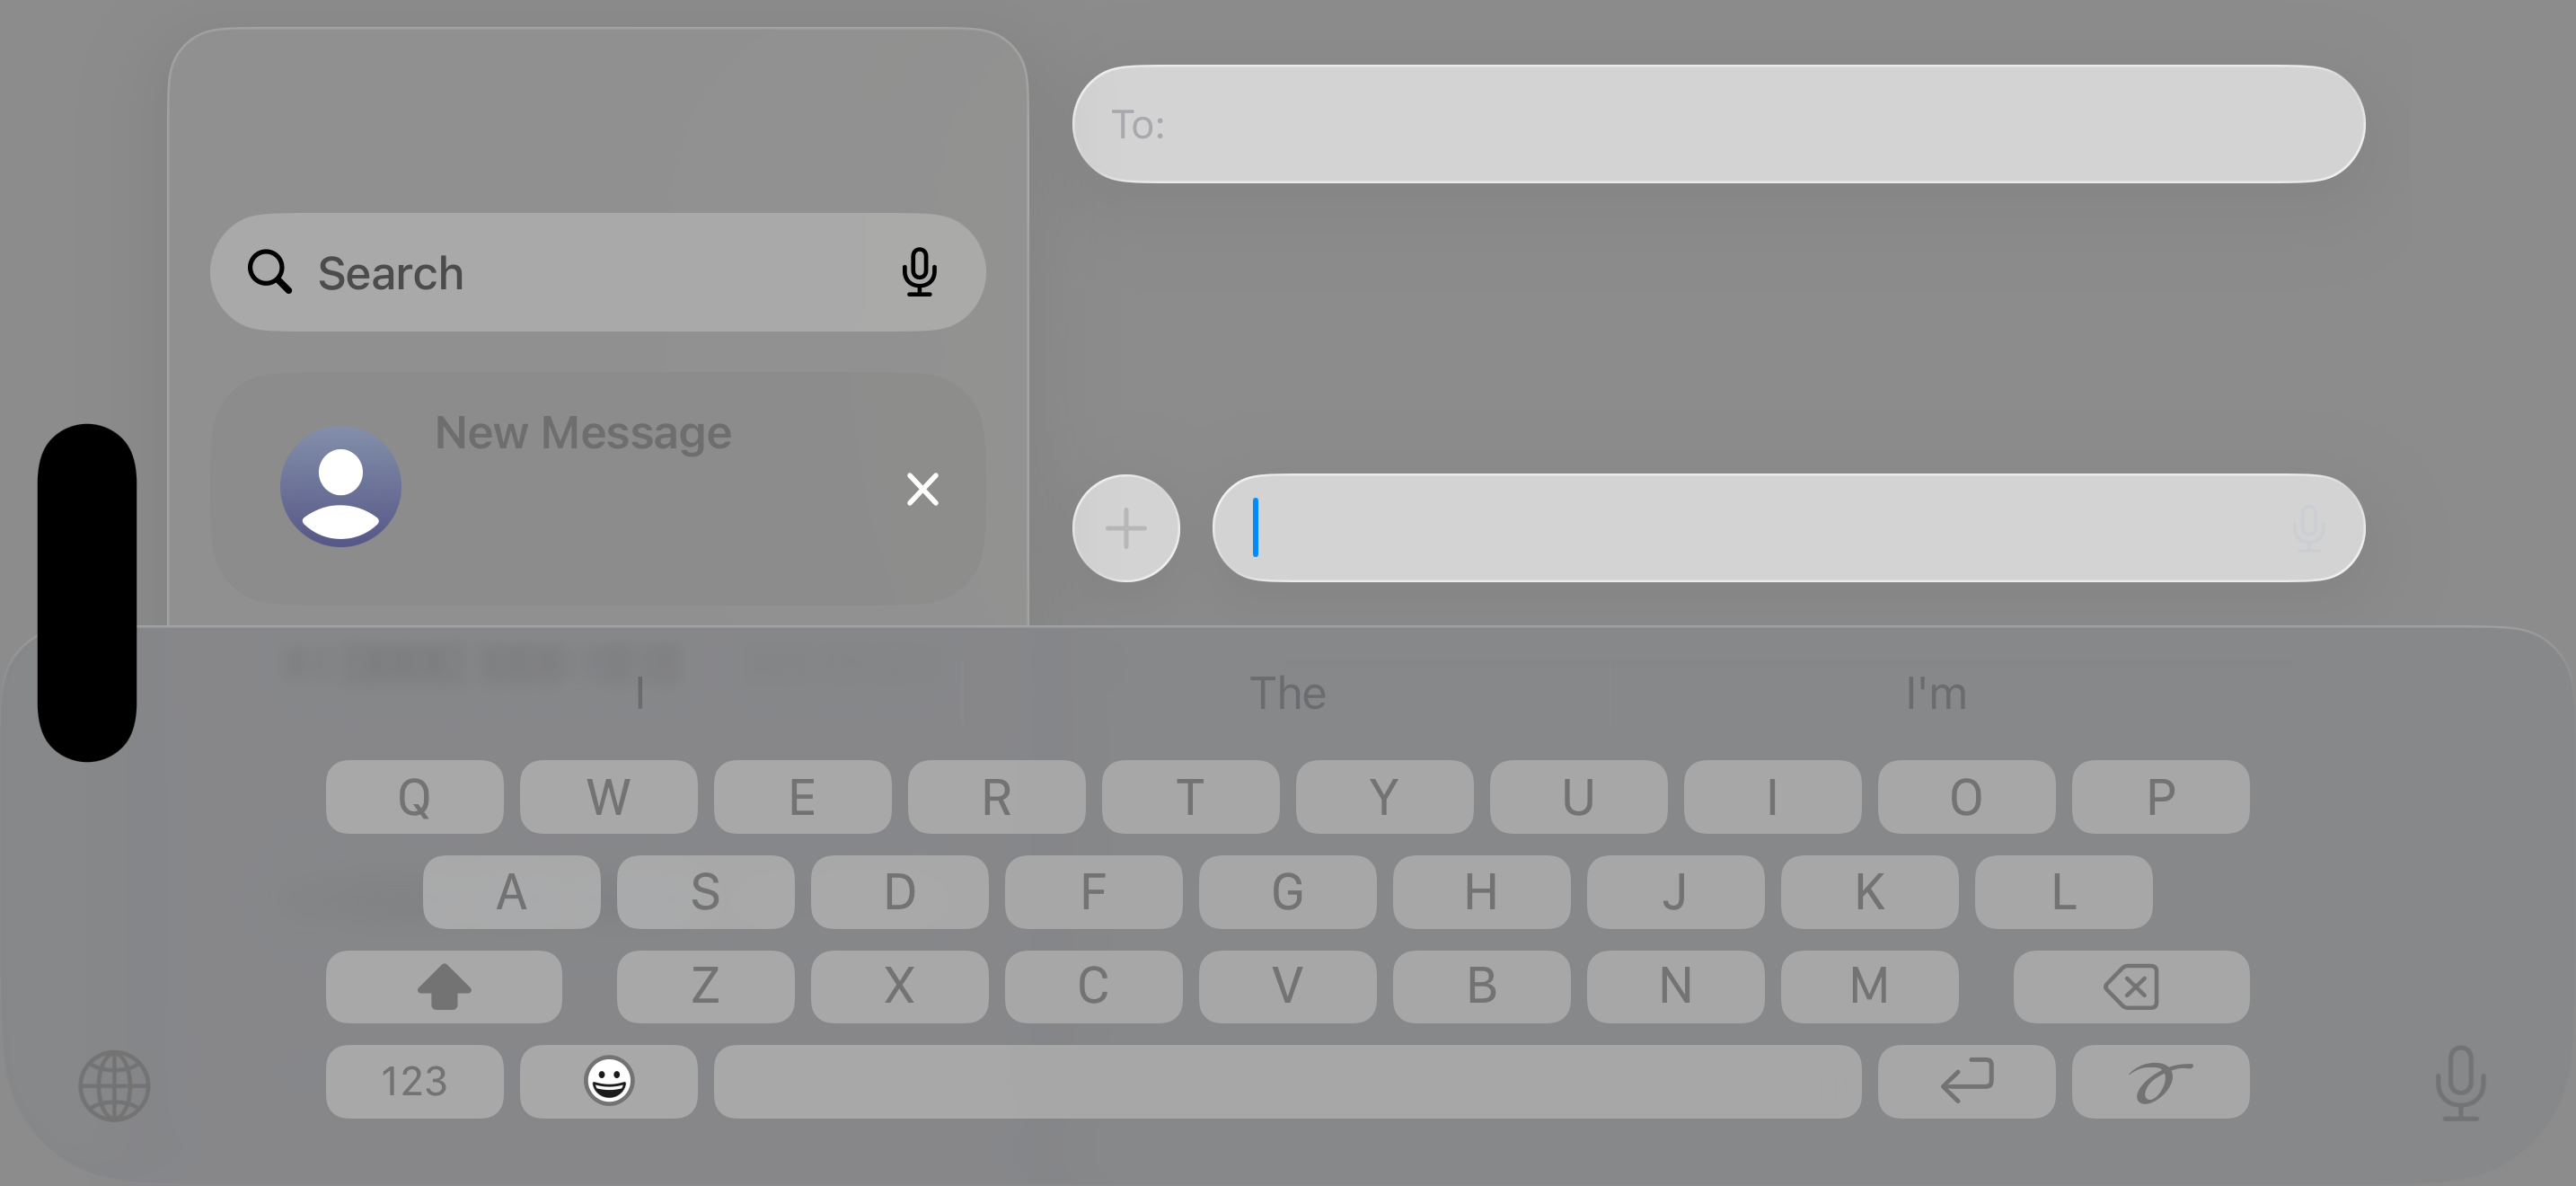 To:
Search
New Message
I The I'm
Q W E R T Y U I O P
A S D F G H J K L
Z X C V B N M
123